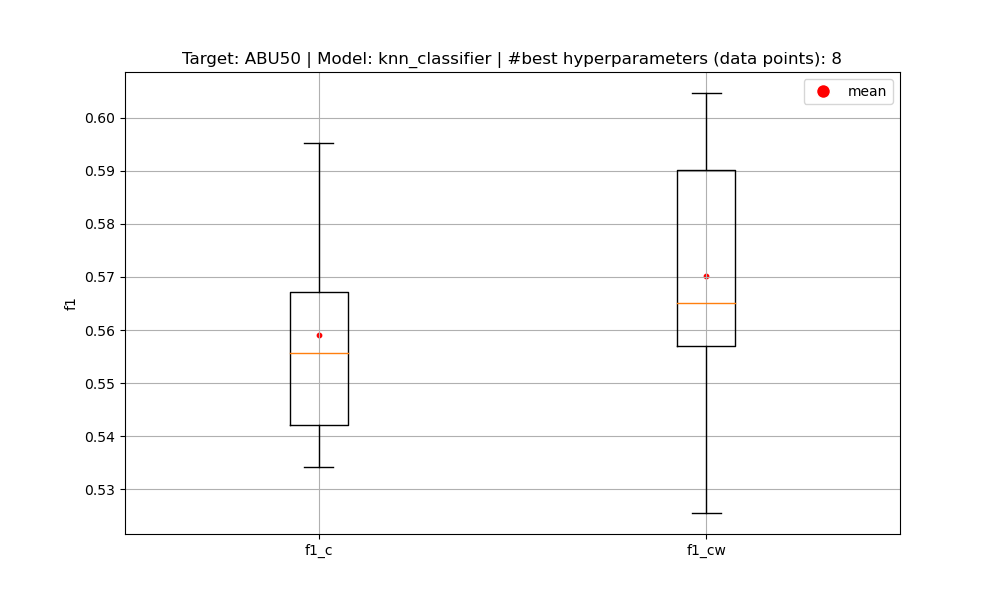 Target: ABU50 | Model: knn_classifier | #best hyperparameters (data points): 8
mean
0.60
0.59
0.58
0.57
0.56
0.55
0.54
0.53
f1
f1_c
f1_cw